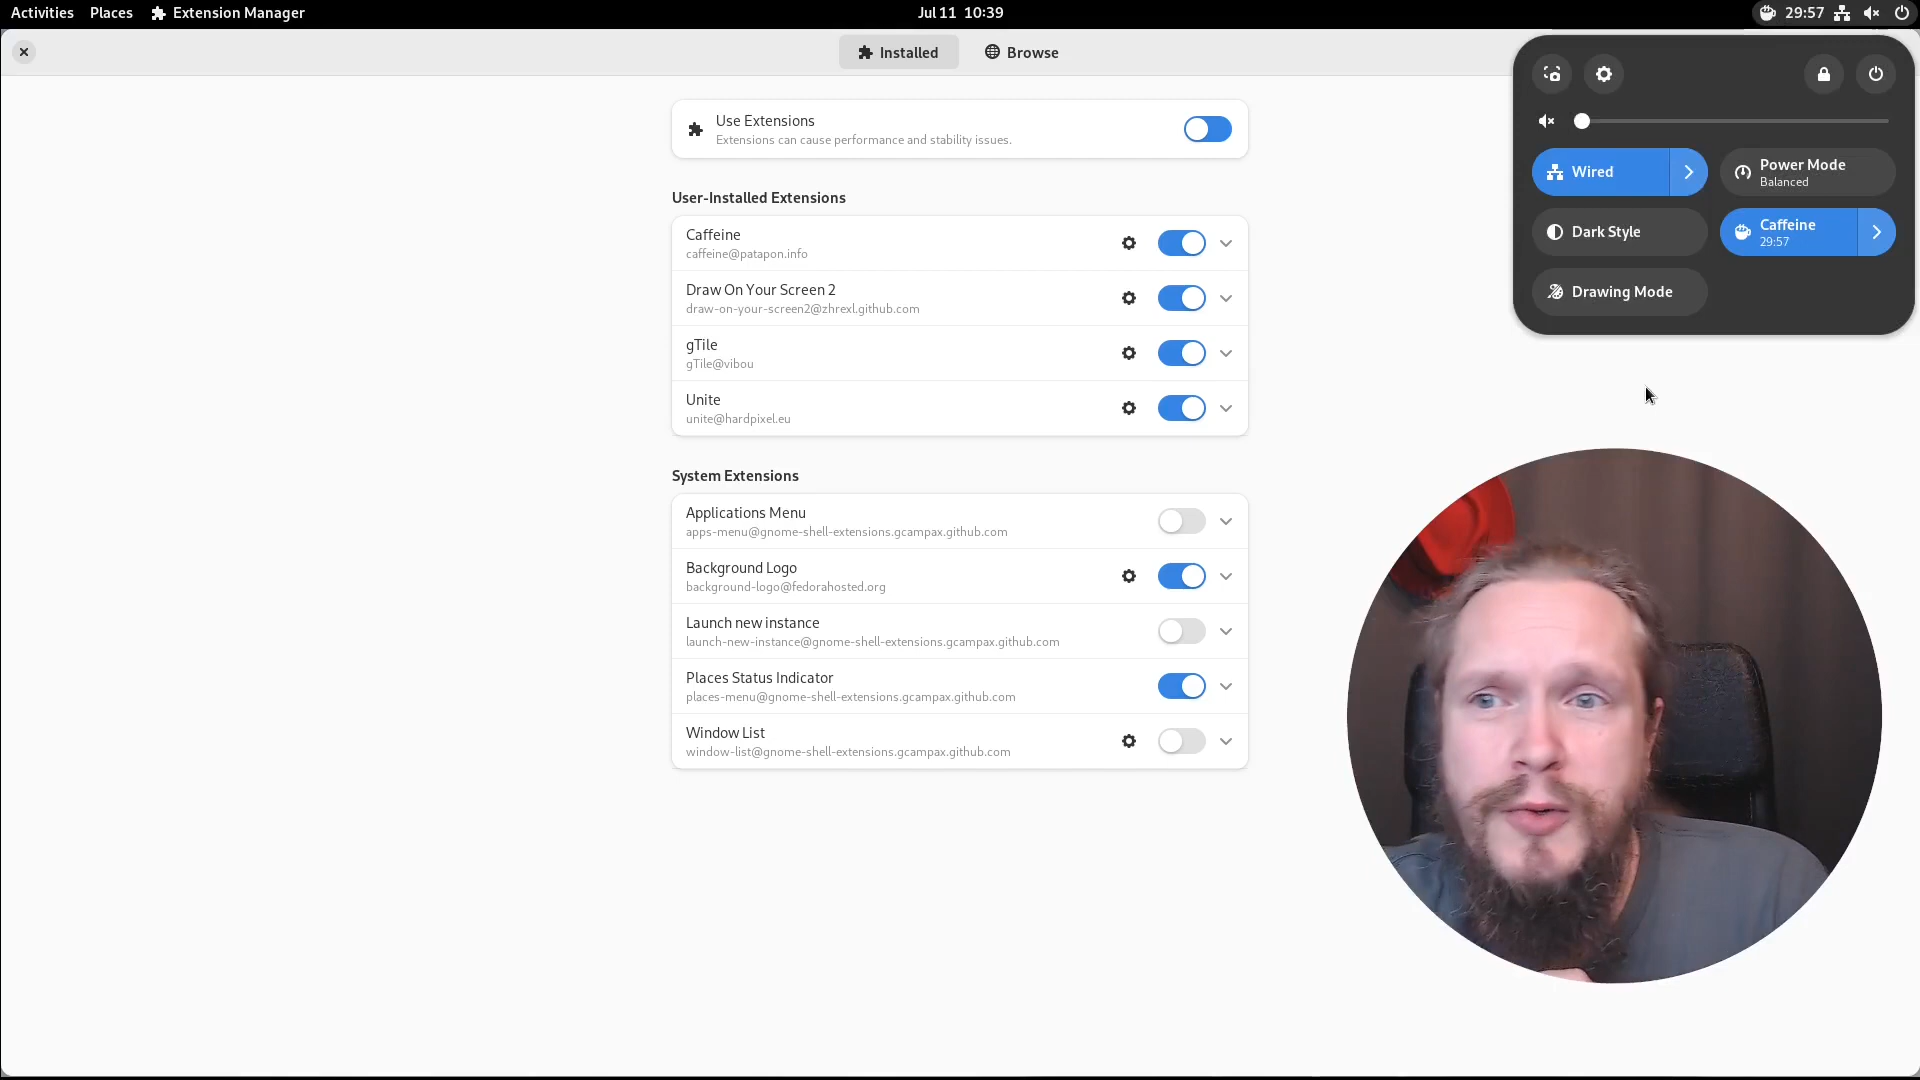 Activities Places Extension Manager Jul 11 10:39 29:57
Installed Browse
Use Extensions
Extensions can cause performance and stability issues.
User-Installed Extensions
Caffeine
caffeine@patapon.info
Draw On Your Screen 2
draw-on-your-screen2@zhrexl.github.com
gTile
gTile@vibou
Unite
unite@hardpixel.eu
System Extensions
Applications Menu
apps-menu@gnome-shell-extensions.gcampax.github.com
Background Logo
background-logo@fedorahosted.org
Launch new instance
launch-new-instance@gnome-shell-extensions.gcampax.github.com
Places Status Indicator
places-menu@gnome-shell-extensions.gcampax.github.com
Window List
window-list@gnome-shell-extensions.gcampax.github.com
Wired
Power Mode
Balanced
Dark Style
Caffeine
29:57
Drawing Mode